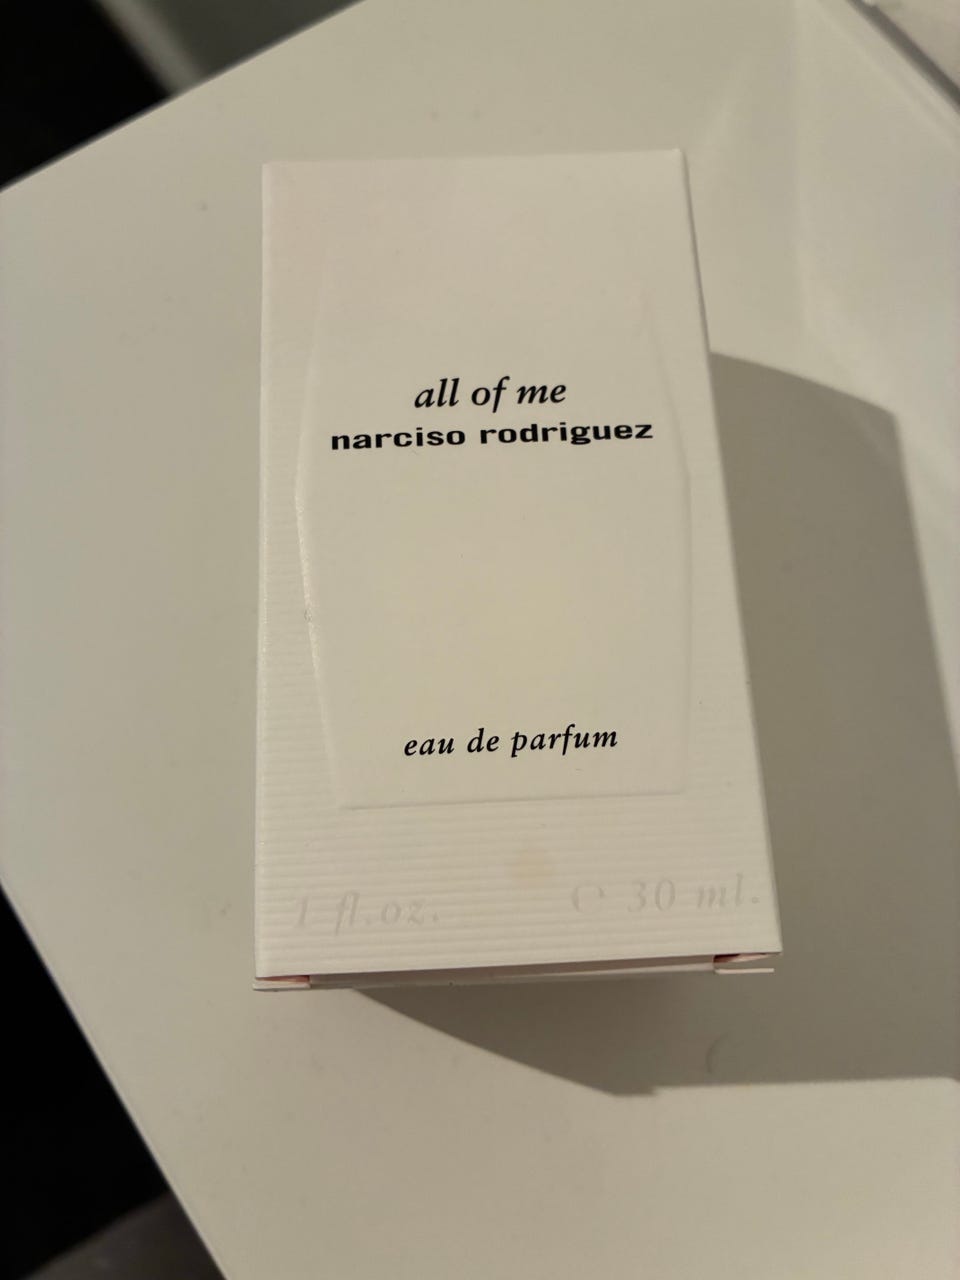 all of me
narciso rodriguez
eau de parfum
1 fl.oz. ℮ 30 ml.